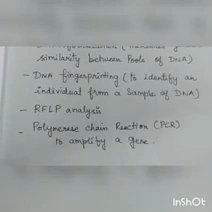 similarity between Pools of DNA)
- DNA-fingerprinting (to identify an
individual from a sample of DNA)
- RFLP analysis
- Polymerase chain Reaction (PCR)
to amplify a gene.
InShOt